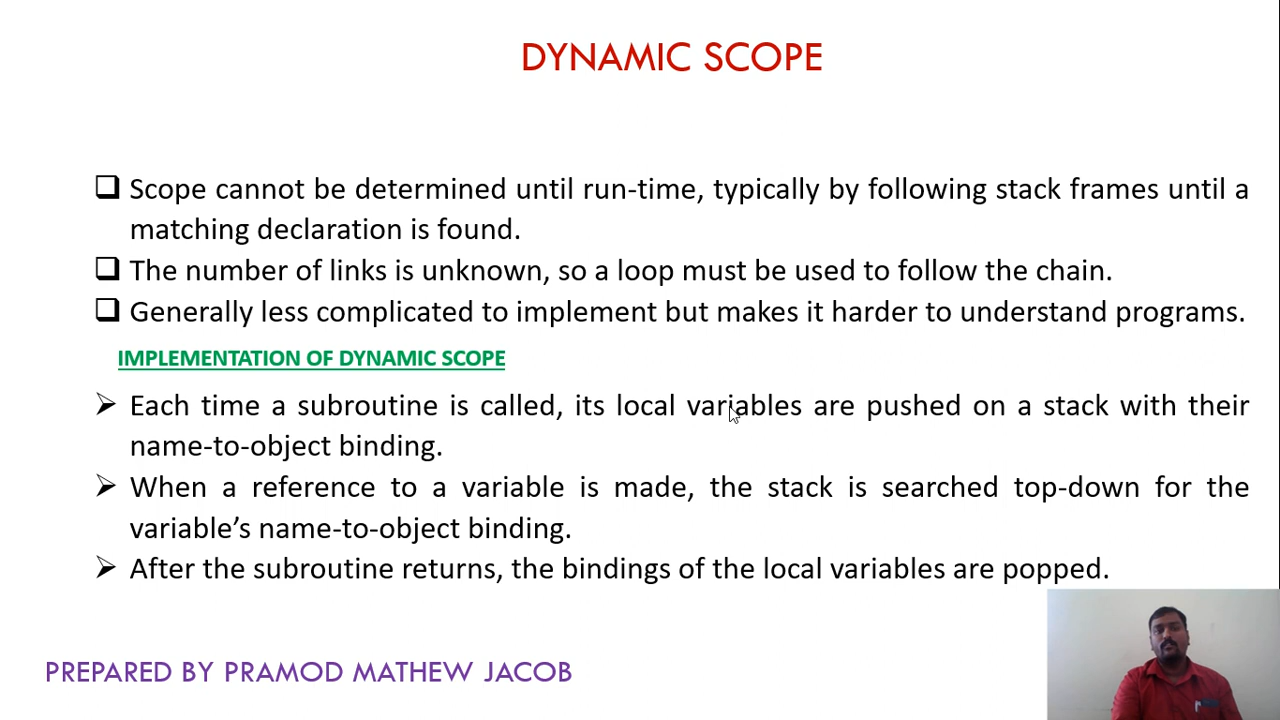 DYNAMIC SCOPE
Scope cannot be determined until run-time, typically by following stack frames until a
matching declaration is found.
The number of links is unknown, so a loop must be used to follow the chain.
Generally less complicated to implement but makes it harder to understand programs.
IMPLEMENTATION OF DYNAMIC SCOPE
Each time a subroutine is called, its local variables are pushed on a stack with their
name-to-object binding.
When a reference to a variable is made, the stack is searched top-down for the
variable’s name-to-object binding.
After the subroutine returns, the bindings of the local variables are popped.
PREPARED BY PRAMOD MATHEW JACOB